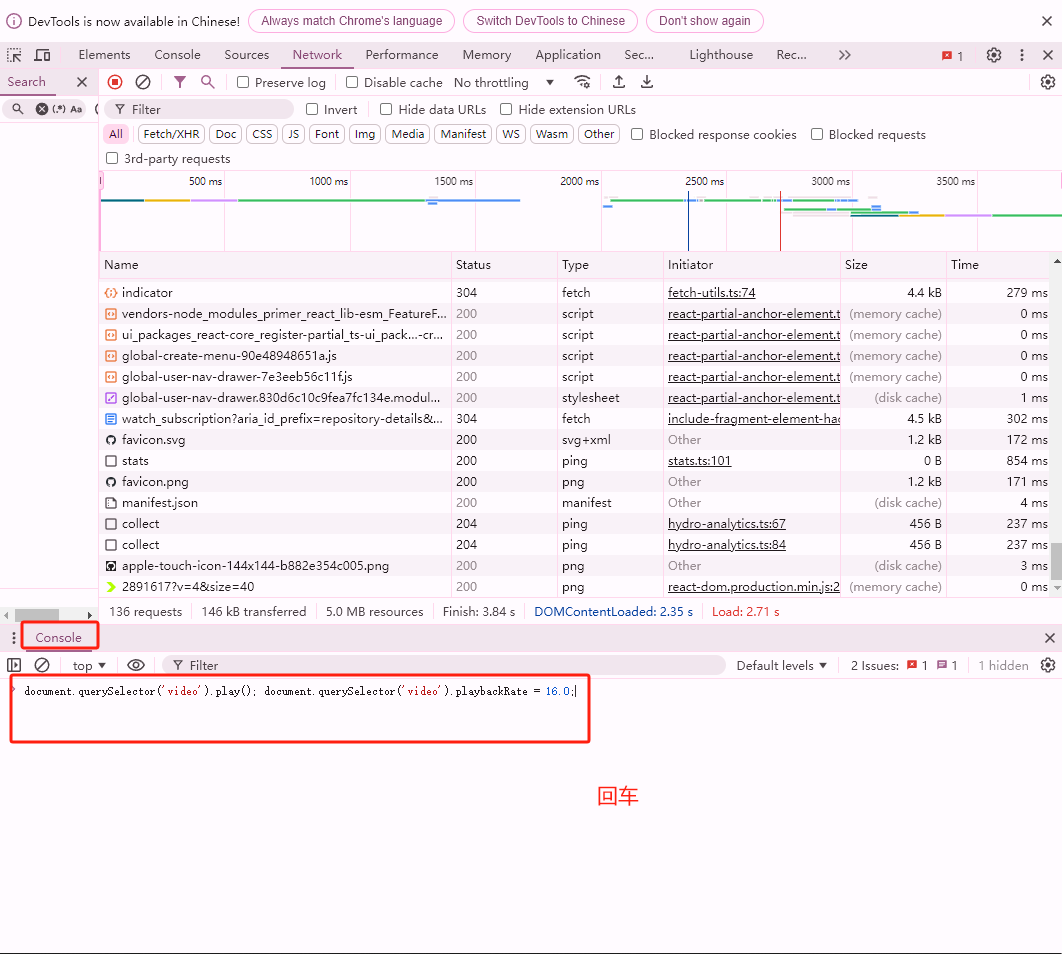 DevTools is now available in Chinese! Always match Chrome's language Switch DevTools to Chinese Don't show again
Elements Console Sources Network Performance Memory Application Sec... Lighthouse Rec... 1
Search Preserve log Disable cache No throttling
(.*) Aa Filter Invert Hide data URLs Hide extension URLs
All Fetch/XHR Doc CSS JS Font Img Media Manifest WS Wasm Other Blocked response cookies Blocked requests
3rd-party requests
500 ms 1000 ms 1500 ms 2000 ms 2500 ms 3000 ms 3500 ms
Name Status Type Initiator Size Time
indicator 304 fetch fetch-utils.ts:74 4.4 kB 279 ms
vendors-node_modules_primer_react_lib-esm_FeatureF... 200 script react-partial-anchor-element.t (memory cache) 0 ms
ui_packages_react-core_register-partial_ts-ui_pack...-cr... 200 script react-partial-anchor-element.t (memory cache) 0 ms
global-create-menu-90e48948651a.js 200 script react-partial-anchor-element.t (memory cache) 0 ms
global-user-nav-drawer-7e3eeb56c11f.js 200 script react-partial-anchor-element.t (memory cache) 0 ms
global-user-nav-drawer.830d6c10c9fea7fc134e.modul... 200 stylesheet react-partial-anchor-element.t (disk cache) 1 ms
watch_subscription?aria_id_prefix=repository-details&... 304 fetch include-fragment-element-hac 4.5 kB 302 ms
favicon.svg 200 svg+xml Other 1.2 kB 172 ms
stats 200 ping stats.ts:101 0 B 854 ms
favicon.png 200 png Other 1.2 kB 171 ms
manifest.json 200 manifest Other (disk cache) 4 ms
collect 204 ping hydro-analytics.ts:67 456 B 237 ms
collect 204 ping hydro-analytics.ts:84 456 B 237 ms
apple-touch-icon-144x144-b882e354c005.png 200 png Other (disk cache) 3 ms
2891617?v=4&size=40 200 png react-dom.production.min.js:2 (memory cache) 0 ms
136 requests 146 kB transferred 5.0 MB resources Finish: 3.84 s DOMContentLoaded: 2.35 s Load: 2.71 s
Console
top Filter Default levels 2 Issues: 1 1 1 hidden
document.querySelector('video').play(); document.querySelector('video').playbackRate = 16.0;
回车